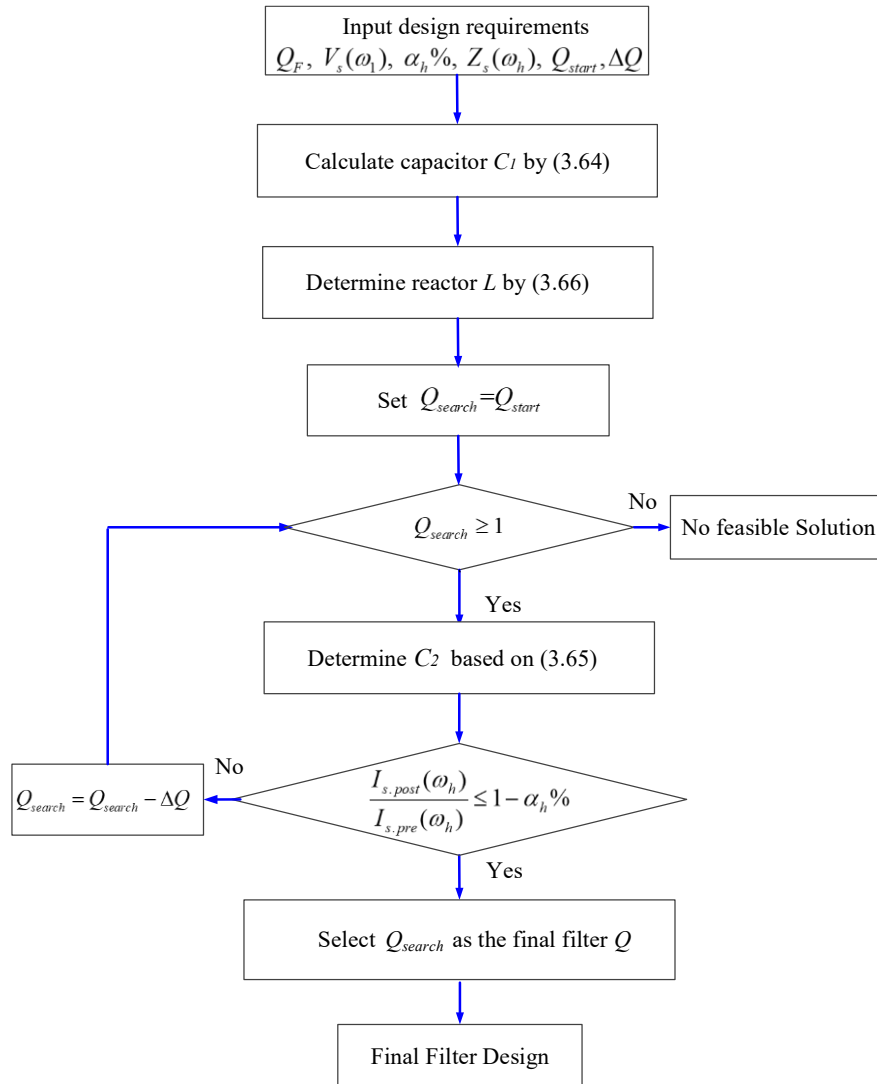 Input design requirements
Q_F, V_s(ω_1), α_h%, Z_s(ω_h), Q_start, ΔQ
Calculate capacitor C_1 by (3.64)
Determine reactor L by (3.66)
Set Q_search=Q_start
Q_search ≥ 1
No
No feasible Solution
Yes
Determine C_2 based on (3.65)
I_s.post(ω_h)/I_s.pre(ω_h) ≤ 1 − α_h%
No
Q_search = Q_search − ΔQ
Yes
Select Q_search as the final filter Q
Final Filter Design